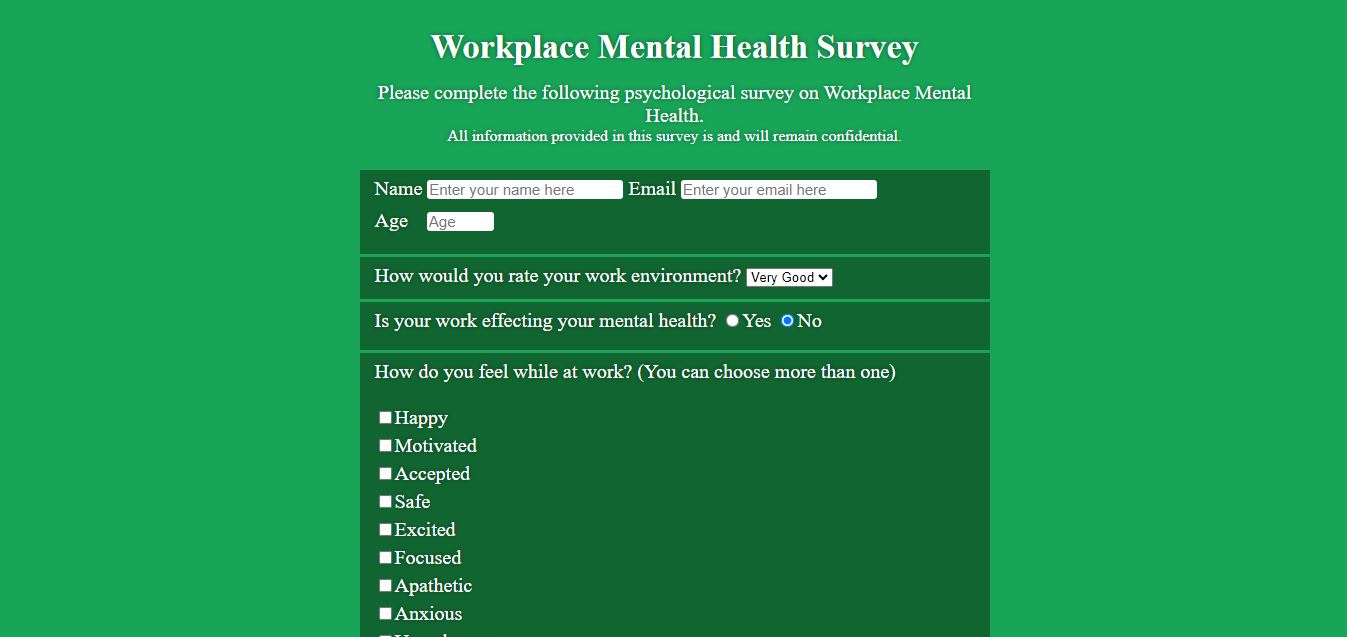 Workplace Mental Health Survey
Please complete the following psychological survey on Workplace Mental
Health.
All information provided in this survey is and will remain confidential.
Name Enter your name here Email Enter your email here
Age Age
How would you rate your work environment? Very Good
Is your work effecting your mental health? Yes No
How do you feel while at work? (You can choose more than one)
Happy
Motivated
Accepted
Safe
Excited
Focused
Apathetic
Anxious